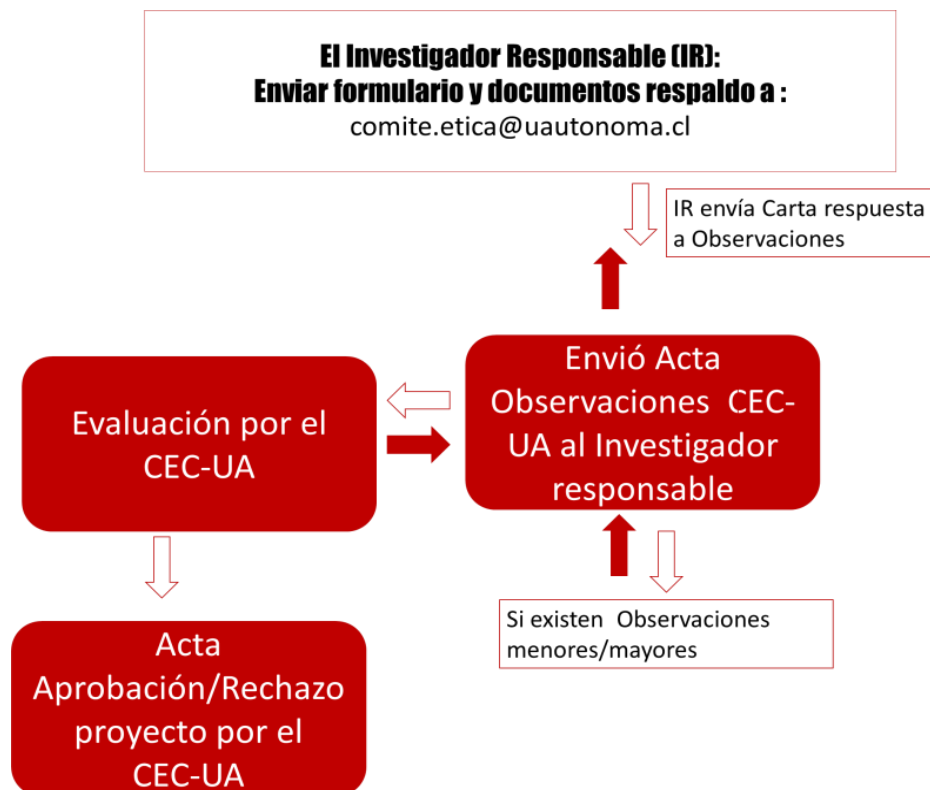 El Investigador Responsable (IR):
Enviar formulario y documentos respaldo a :
comite.etica@uautonoma.cl
IR envía Carta respuesta
a Observaciones
Envió Acta
Observaciones CEC-
UA al Investigador
responsable
Evaluación por el
CEC-UA
Si existen Observaciones
menores/mayores
Acta
Aprobación/Rechazo
proyecto por el
CEC-UA